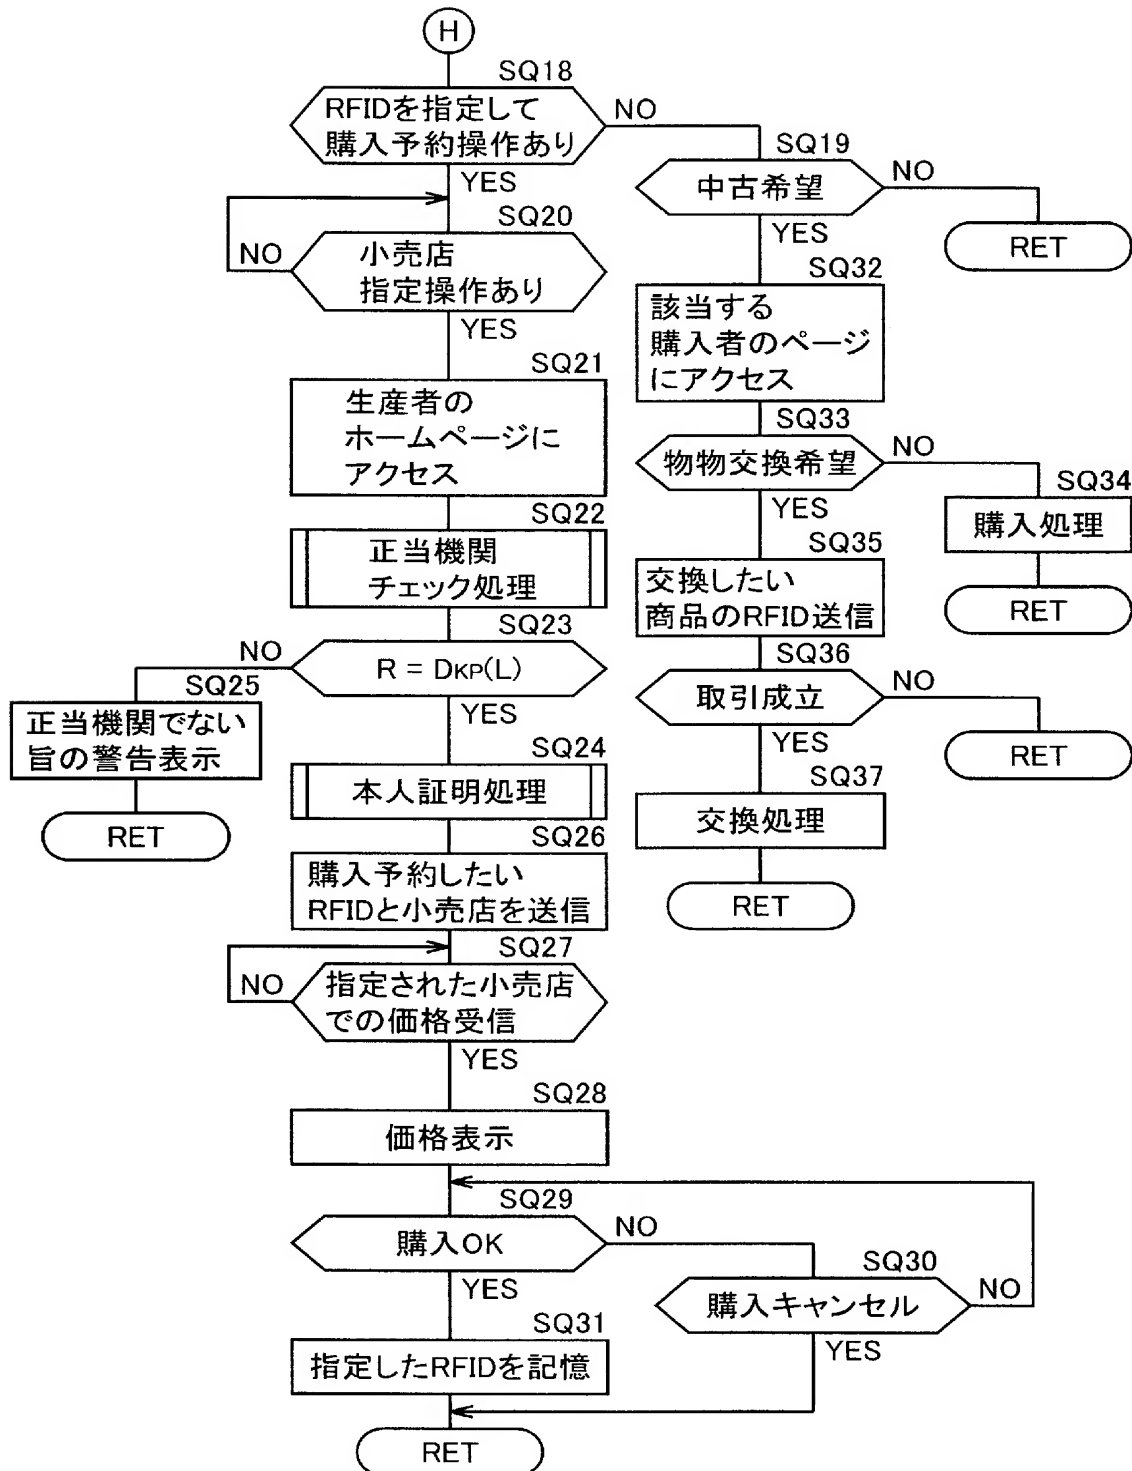 H
SQ18
RFIDを指定して
購入予約操作あり
NO
YES
SQ19
中古希望
NO
RET
YES
SQ20
小売店
指定操作あり
NO
YES
SQ32
該当する
購入者のページ
にアクセス
SQ21
生産者の
ホームページに
アクセス
SQ33
物物交換希望
NO
YES
SQ34
購入処理
RET
SQ22
正当機関
チェック処理
SQ35
交換したい
商品のRFID送信
SQ23
R = DKP(L)
NO
YES
SQ25
正当機関でない
旨の警告表示
RET
SQ36
取引成立
NO
RET
YES
SQ24
本人証明処理
SQ37
交換処理
RET
SQ26
購入予約したい
RFIDと小売店を送信
SQ27
指定された小売店
での価格受信
NO
YES
SQ28
価格表示
SQ29
購入OK
NO
YES
SQ30
購入キャンセル
NO
YES
SQ31
指定したRFIDを記憶
RET